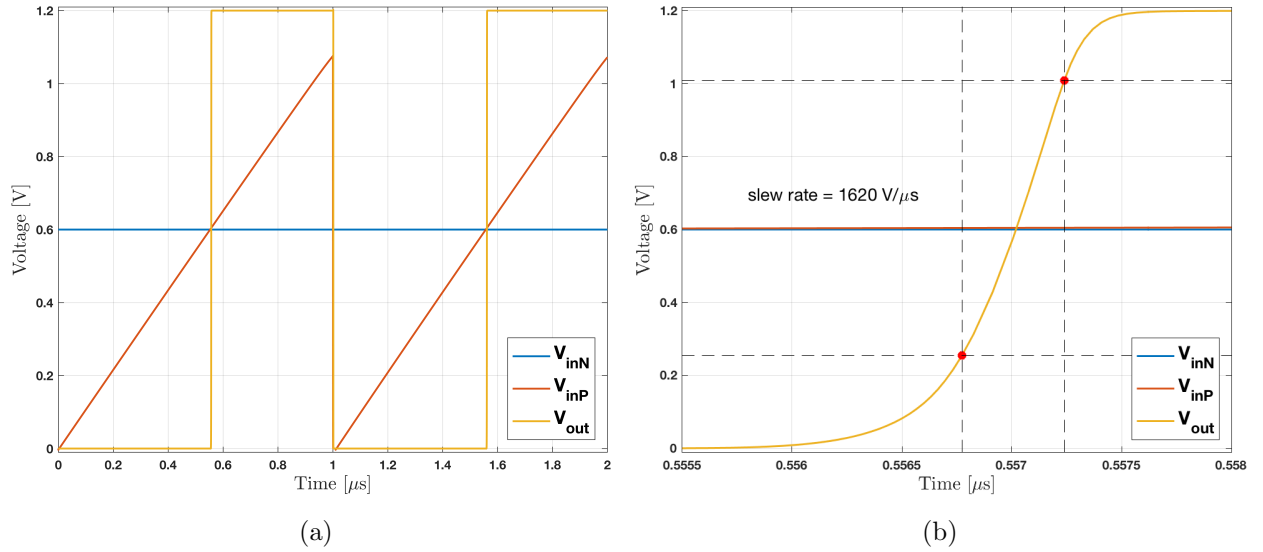 1.2
1
0.8
0.6
0.4
0.2
0
Voltage [V]
0 0.2 0.4 0.6 0.8 1 1.2 1.4 1.6 1.8 2
Time [μs]
V_inN
V_inP
V_out
(a)
1.2
1
0.8
0.6
0.4
0.2
0
Voltage [V]
slew rate = 1620 V/μs
0.5555 0.556 0.5565 0.557 0.5575 0.558
Time [μs]
V_inN
V_inP
V_out
(b)